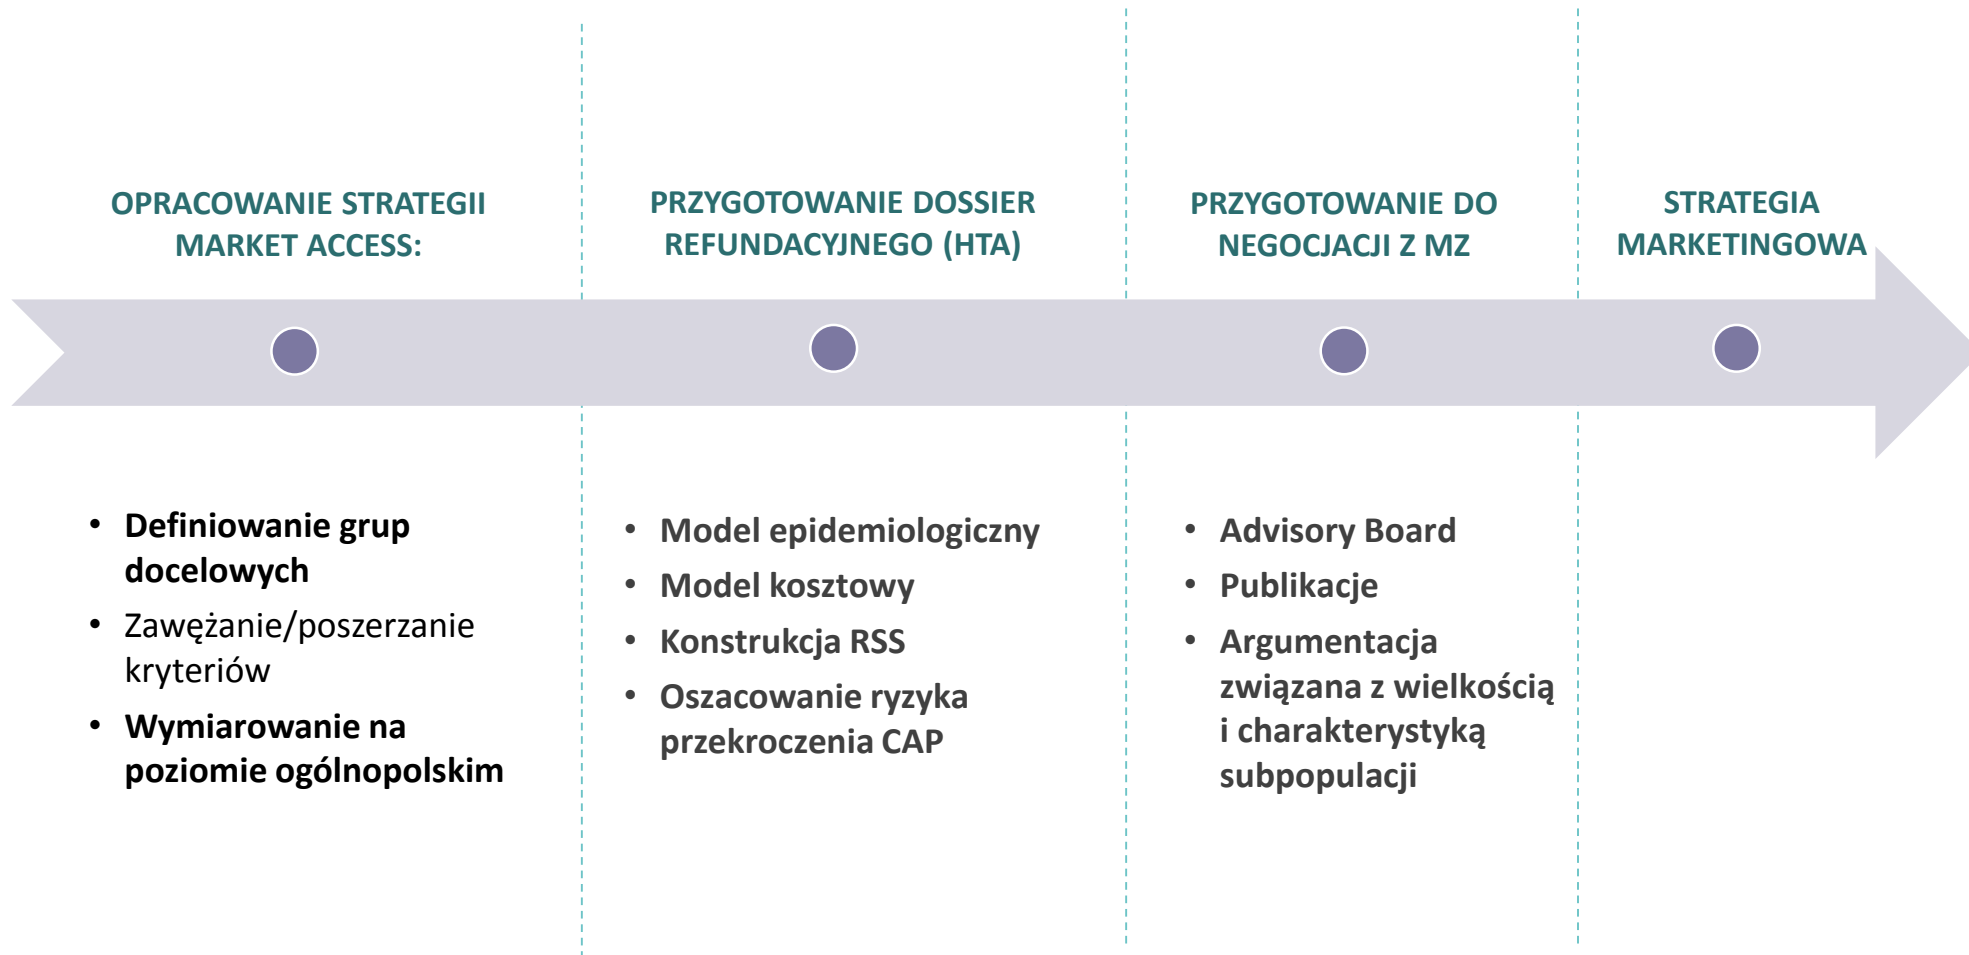 OPRACOWANIE STRATEGII
MARKET ACCESS:
PRZYGOTOWANIE DOSSIER
REFUNDACYJNEGO (HTA)
PRZYGOTOWANIE DO
NEGOCJACJI Z MZ
STRATEGIA
MARKETINGOWA
• Definiowanie grup
docelowych
• Zawężanie/poszerzanie
kryteriów
• Wymiarowanie na
poziomie ogólnopolskim
• Model epidemiologiczny
• Model kosztowy
• Konstrukcja RSS
• Oszacowanie ryzyka
przekroczenia CAP
• Advisory Board
• Publikacje
• Argumentacja
związana z wielkością
i charakterystyką
subpopulacji